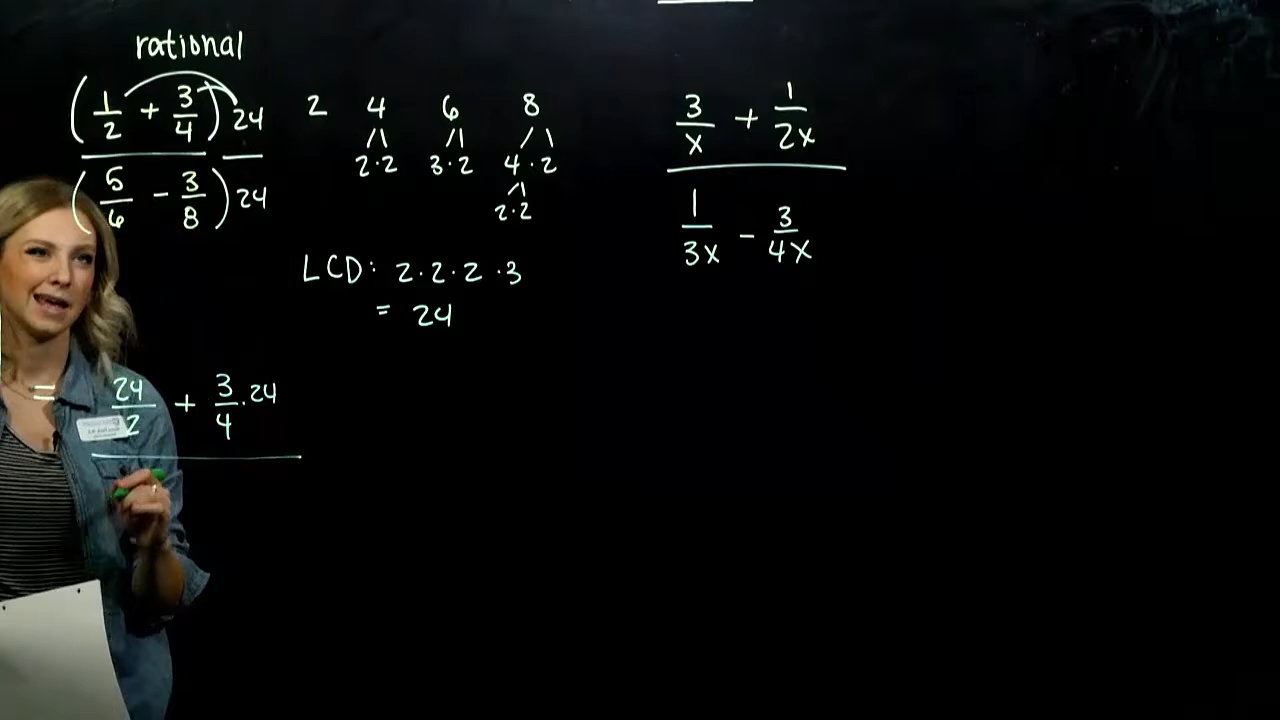 rational
(1/2 + 3/4) 24
(5/6 - 3/8) 24
2 4 6 8
2·2 3·2 4·2
2·2
LCD: 2·2·2·3
= 24
= 24/2 + 3/4·24
3/x + 1/2x
1/3x - 3/4x